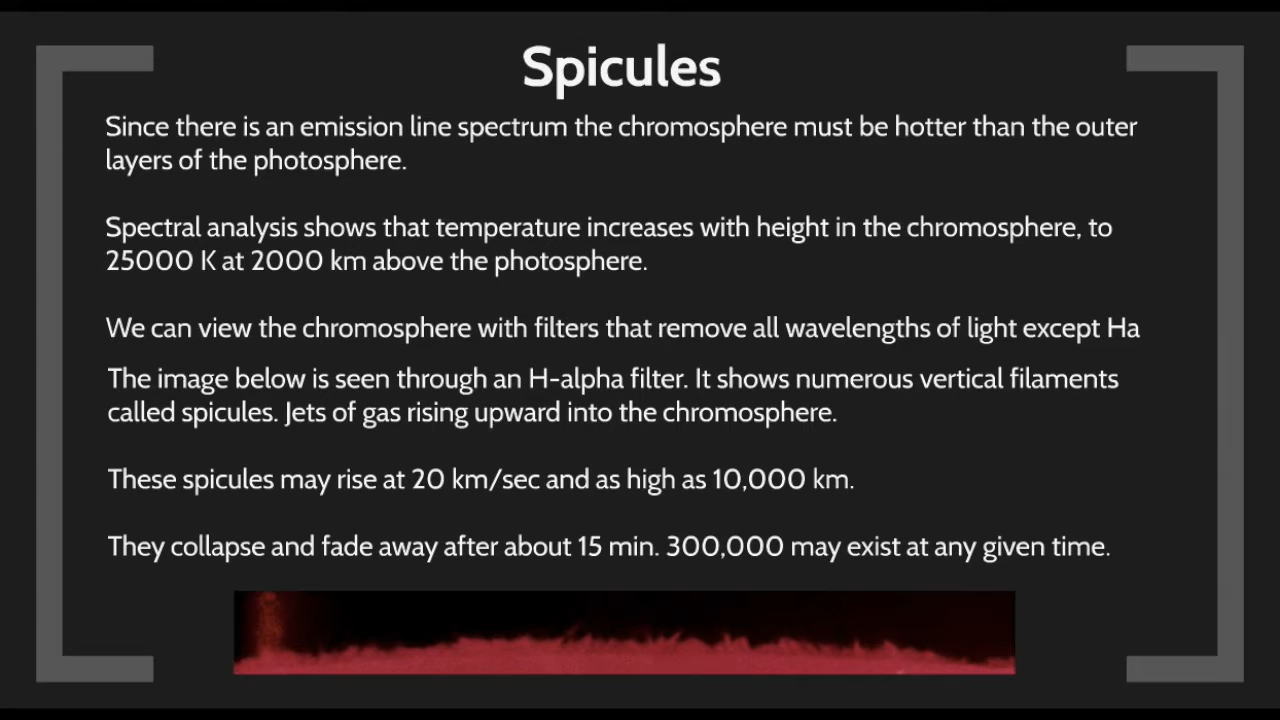 Spicules
Since there is an emission line spectrum the chromosphere must be hotter than the outer
layers of the photosphere.
Spectral analysis shows that temperature increases with height in the chromosphere, to
25000 K at 2000 km above the photosphere.
We can view the chromosphere with filters that remove all wavelengths of light except Ha
The image below is seen through an H-alpha filter. It shows numerous vertical filaments
called spicules. Jets of gas rising upward into the chromosphere.
These spicules may rise at 20 km/sec and as high as 10,000 km.
They collapse and fade away after about 15 min. 300,000 may exist at any given time.